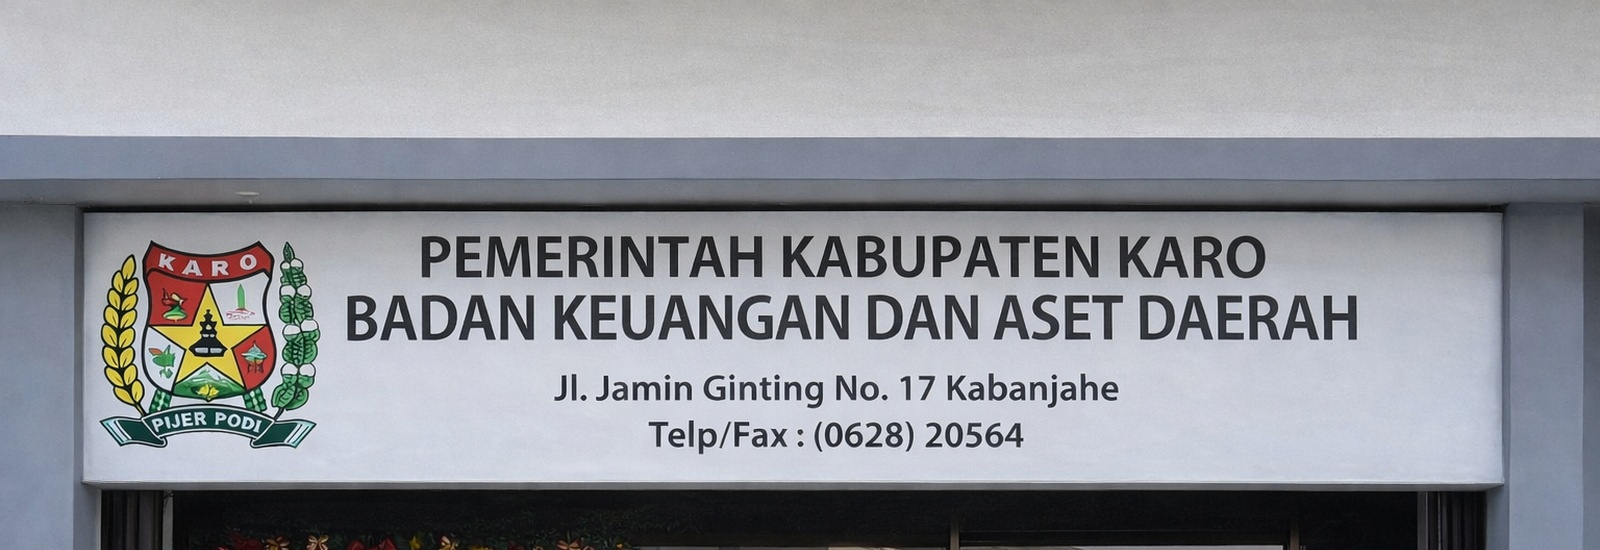 KARO
PIJER PODI
PEMERINTAH KABUPATEN KARO
BADAN KEUANGAN DAN ASET DAERAH
Jl. Jamin Ginting No. 17 Kabanjahe
Telp/Fax : (0628) 20564